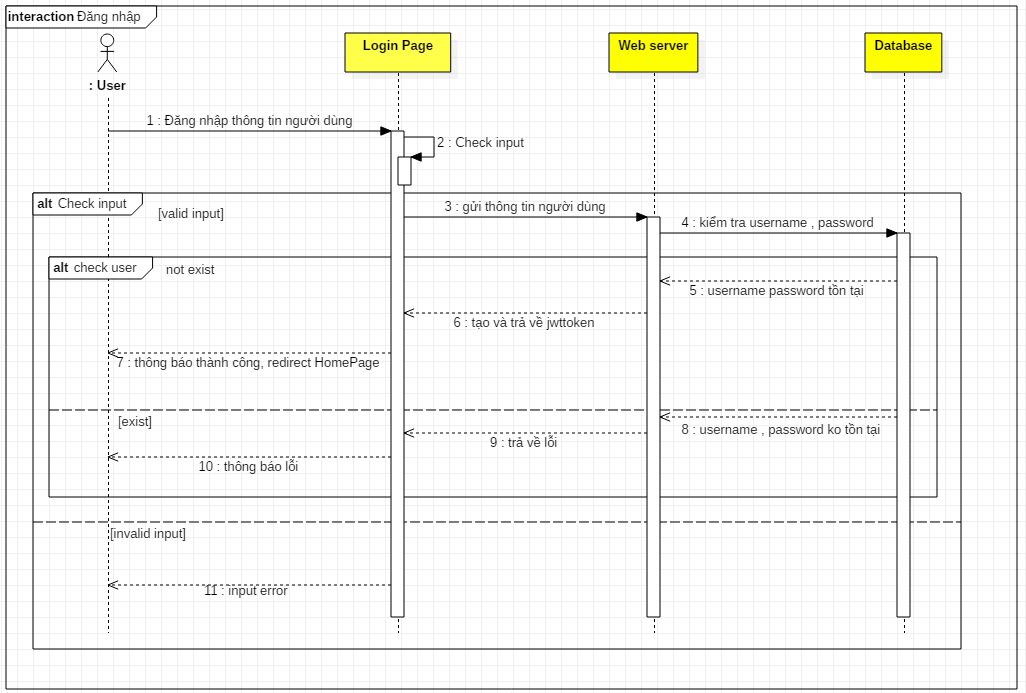 interaction Đăng nhập
: User
Login Page
Web server
Database
1 : Đăng nhập thông tin người dùng
2 : Check input
alt Check input
[valid input]
3 : gửi thông tin người dùng
4 : kiểm tra username , password
alt check user
not exist
5 : username password tồn tại
6 : tạo và trả về jwttoken
7 : thông báo thành công, redirect HomePage
[exist]
8 : username , password ko tồn tại
9 : trả về lỗi
10 : thông báo lỗi
[invalid input]
11 : input error